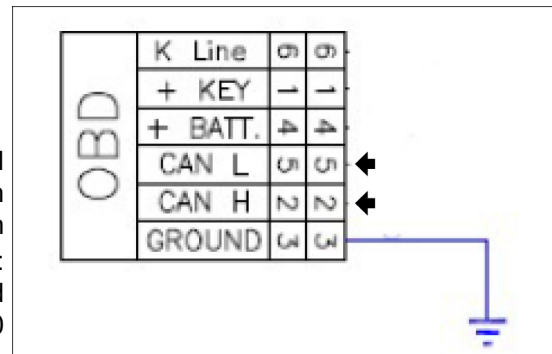 OBD
K Line 6 6
+ KEY 1 1
+ BATT. 4 4
CAN L 5 5
CAN H 2 2
GROUND 3 3